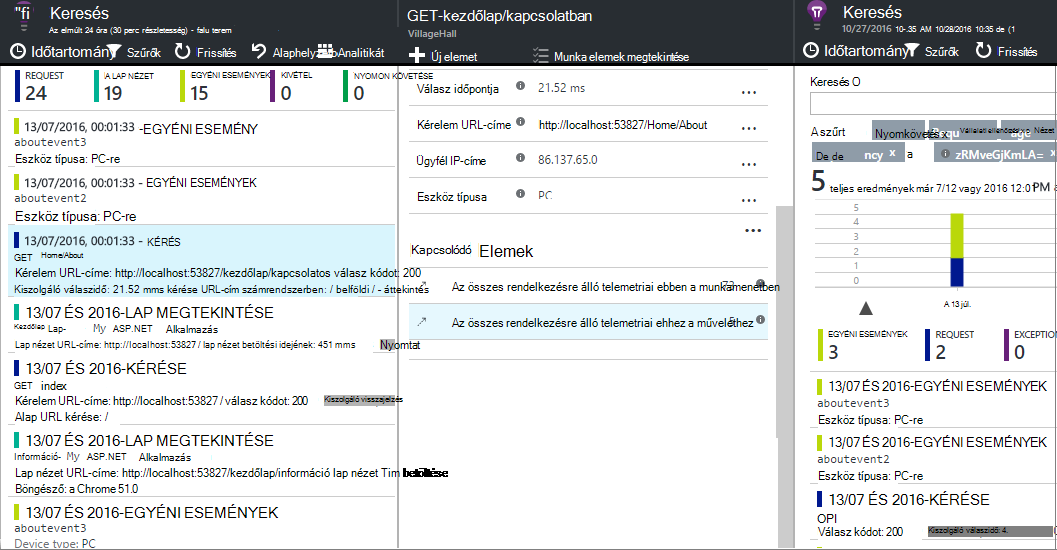 "fi
Keresés
Az elmúlt 24 óra (30 perc részletesség) - falu terem
Időtartomány
Szűrők
Frissítés
Alaphelyzet
Analitikát
REQUEST
24
A LAP NÉZET
19
EGYÉNI ESEMÉNYEK
15
KIVÉTEL
0
NYOMON KÖVETÉSE
0
13/07/2016, 00:01:33 -EGYÉNI ESEMÉNY
aboutevent3
Eszköz típusa: PC-re
13/07/2016, 00:01:33 - EGYÉNI ESEMÉNYEK
aboutevent2
Eszköz típusa: PC-re
13/07/2016, 00:01:33 - KÉRÉS
GET Home/About
Kérelem URL-címe: http://localhost:53827/kezdőlap/kapcsolatos válasz kódot: 200
Kiszolgáló válaszidő: 21.52 mms kérése URL-cím számrendszerben: / belföldi / - áttekintés
13/07 ÉS 2016-LAP MEGTEKINTÉSE
Kezdőlap Lap- My ASP.NET Alkalmazás
Lap nézet URL-címe: http://localhost:53827 / lap nézet betöltési idejének: 451 mms
Nyomtat
13/07 ÉS 2016-KÉRÉSE
GET index
Kérelem URL-címe: http://localhost:53827 / válasz kódot: 200
Kiszolgáló visszajelzés
Alap URL kérése: /
13/07 ÉS 2016-LAP MEGTEKINTÉSE
Információ- My ASP.NET Alkalmazás
Lap nézet URL-címe: http://localhost:53827/kezdőlap/információ lap nézet Tim betöltése:
Böngésző: a Chrome 51.0
13/07 ÉS 2016-EGYÉNI ESEMÉNYEK
aboutevent3
Device type: PC
GET-kezdőlap/kapcsolatban
VillageHall
Új elemet
Munka elemek megtekintése
Válasz időpontja
21.52 ms
Kérelem URL-címe
http://localhost:53827/Home/About
Ügyfél IP-címe
86.137.65.0
Eszköz típusa
PC
Kapcsolódó Elemek
Az összes rendelkezésre álló telemetriai ebben a munkamenetben
Az összes rendelkezésre álló telemetriai ehhez a művelethez
5
Keresés
10/27/2016 10-.35 AM 10/28/2016 10:35 de (1
Időtartomány
Szűrők
Frissítés
Keresés O
A szűrt
Nyomkövetés x
Nézet
De de
ncy x
a
zRMveGjKmLA= x
5 teljes eredmények már 7/12 vagy 2016 12:01 PM
5
4
3
2
1
0
A 13 júl.
EGYÉNI ESEMÉNYEK
3
REQUEST
2
EXCEPTION
0
13/07 ÉS 2016-EGYÉNI ESEMÉNYEK
aboutevent3
Eszköz típusa: PC-re
13/07 ÉS 2016-EGYÉNI ESEMÉNYEK
aboutevent2
Eszköz típusa: PC-re
13/07 ÉS 2016-KÉRÉSE
OPI
Válasz kódot: 200
Kiszolgáló válaszidő: 4.